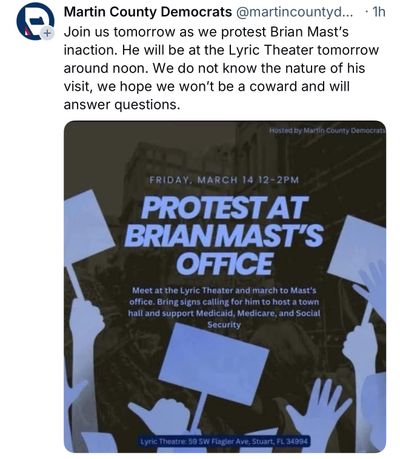 Martin County Democrats @martincountyd... · 1h
Join us tomorrow as we protest Brian Mast's
inaction. He will be at the Lyric Theater tomorrow
around noon. We do not know the nature of his
visit, we hope we won't be a coward and will
answer questions.
Hosted by Martin County Democrats
FRIDAY, MARCH 14 12-2PM
PROTEST AT
BRIAN MAST'S
OFFICE
Meet at the Lyric Theater and march to Mast's
office. Bring signs calling for him to host a town
hall and support Medicaid, Medicare, and Social
Security
Lyric Theatre: 59 SW Flagler Ave, Stuart, FL 34994